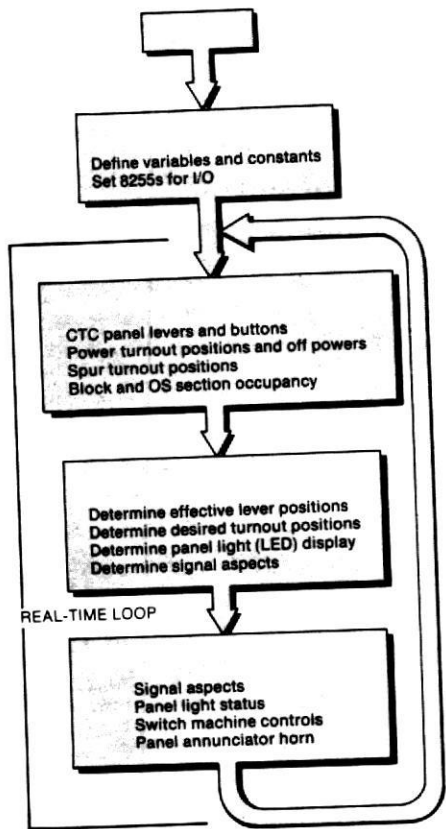 Define variables and constants
Set 8255s for I/O
CTC panel levers and buttons
Power turnout positions and off powers
Spur turnout positions
Block and OS section occupancy
Determine effective lever positions
Determine desired turnout positions
Determine panel light (LED) display
Determine signal aspects
REAL-TIME LOOP
Signal aspects
Panel light status
Switch machine controls
Panel annunciator horn